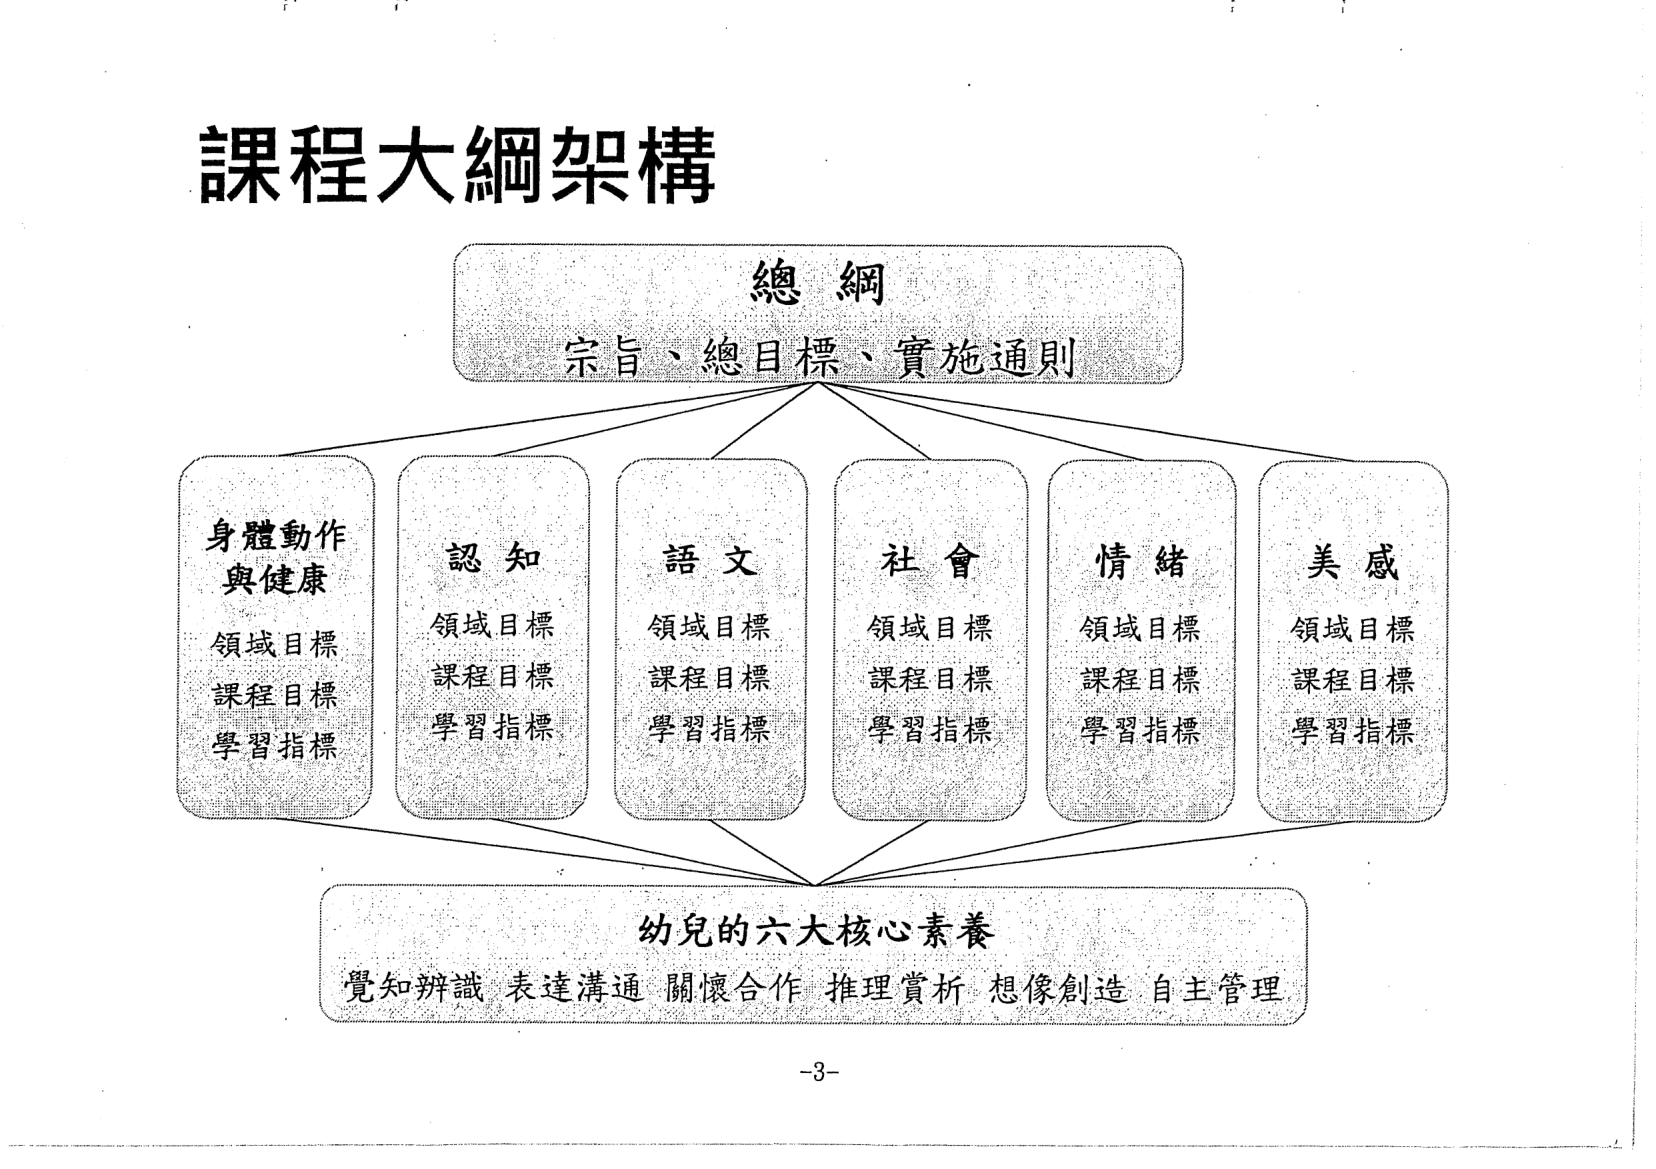 課程大綱架構
總 綱
宗旨、總目標、實施通則
身體動作
與健康
領域目標
課程目標
學習指標
認 知
領域目標
課程目標
學習指標
語 文
領域目標
課程目標
學習指標
社 會
領域目標
課程目標
學習指標
情 緒
領域目標
課程目標
學習指標
美 感
領域目標
課程目標
學習指標
幼兒的六大核心素養
覺知辨識 表達溝通 關懷合作 推理賞析 想像創造 自主管理
-3-